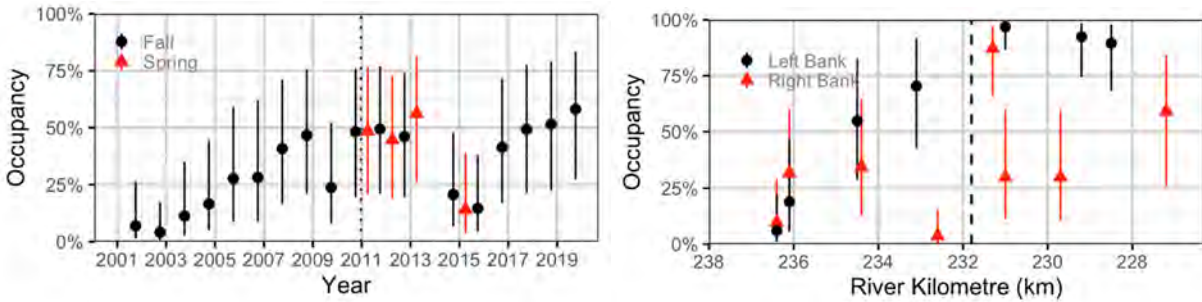 100%
75%
50%
25%
0%
Occupancy
Fall
Spring
2001 2003 2005 2007 2009 2011 2013 2015 2017 2019
Year
100%
75%
50%
25%
0%
Occupancy
Left Bank
Right Bank
238 236 234 232 230 228
River Kilometre (km)